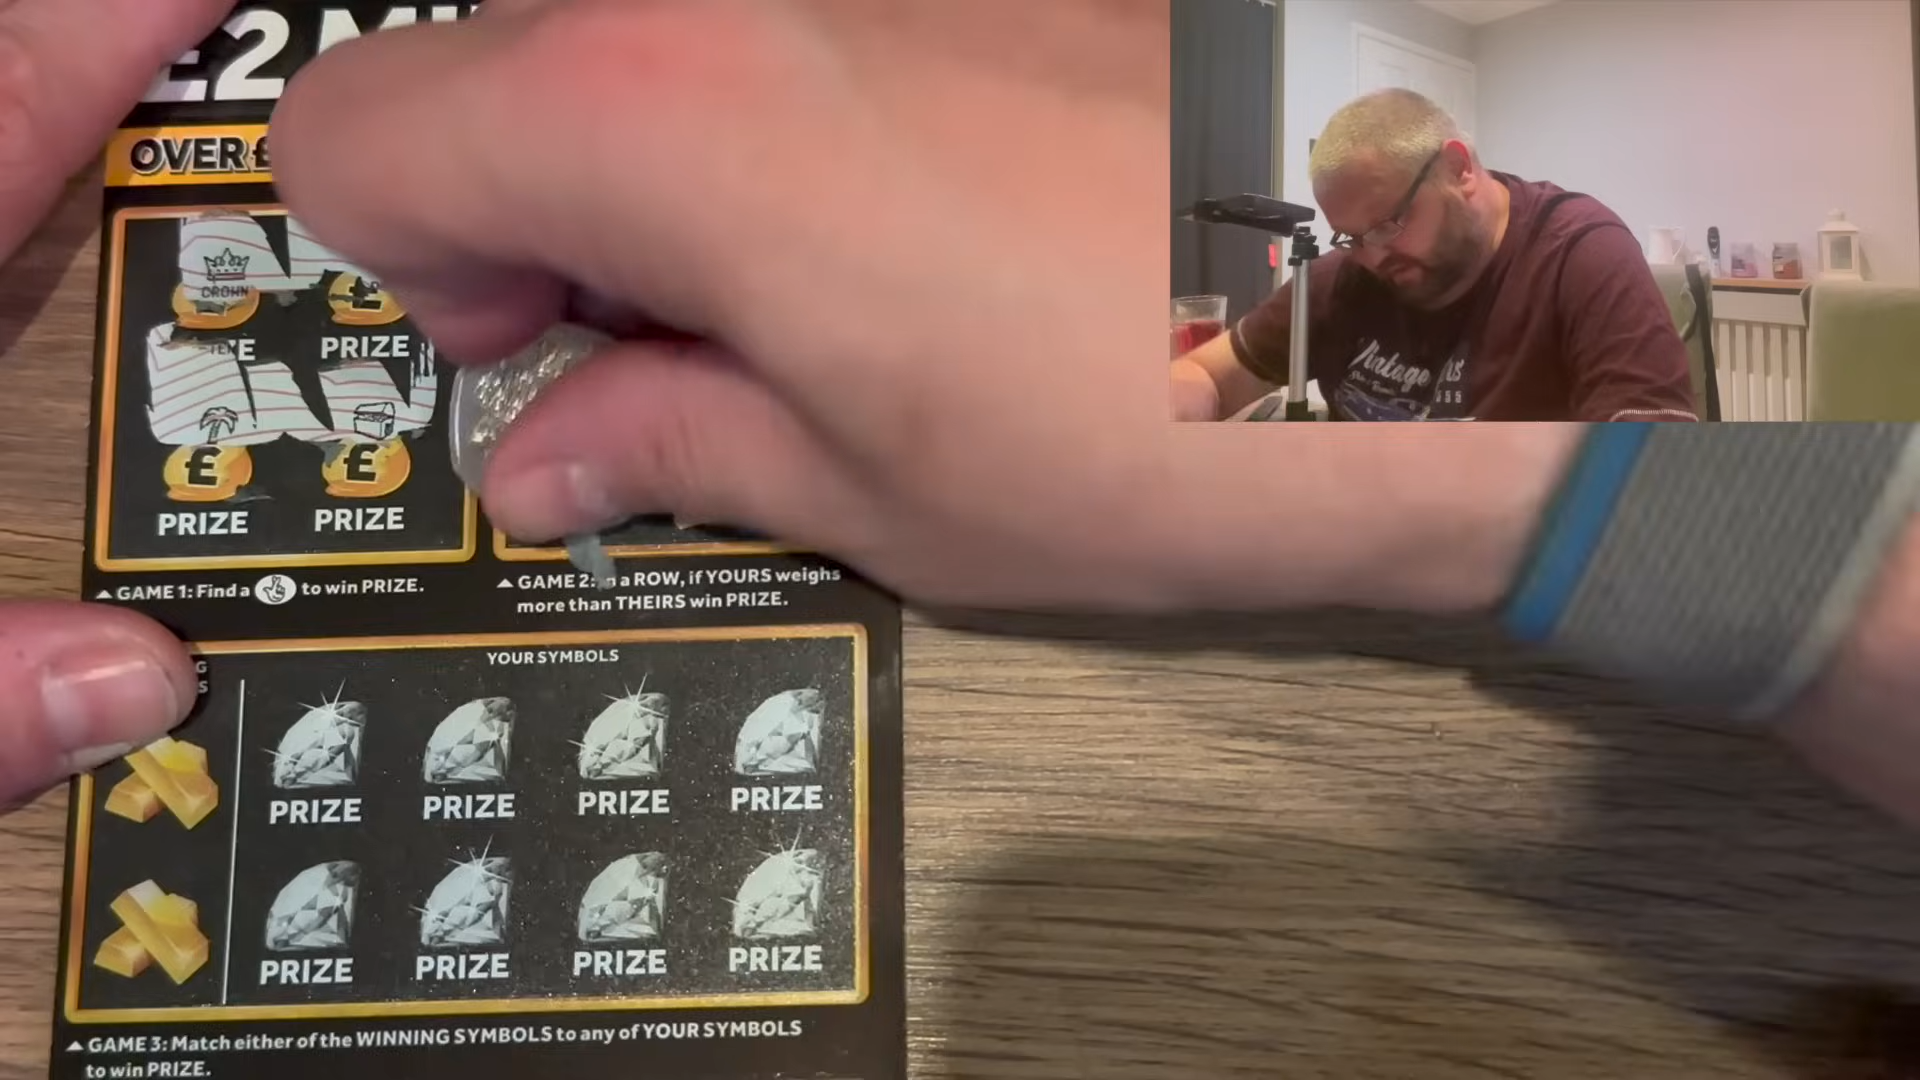 £2 M
OVER £
CROWN
PRIZE
£
£
PRIZE
PRIZE
GAME 1: Find a to win PRIZE.
GAME 2: In a ROW, if YOURS weighs
more than THEIRS win PRIZE.
YOUR SYMBOLS
PRIZE PRIZE PRIZE PRIZE
PRIZE PRIZE PRIZE PRIZE
GAME 3: Match either of the WINNING SYMBOLS to any of YOUR SYMBOLS
to win PRIZE.
Vintage